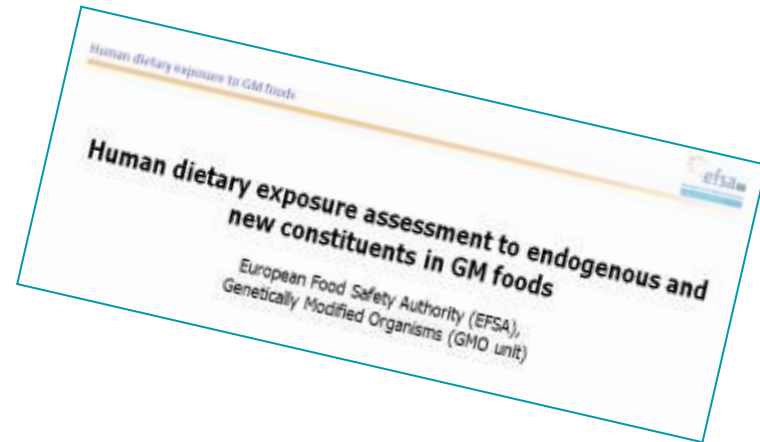 Human dietary exposure to GM foods
efsa
Human dietary exposure assessment to endogenous and
new constituents in GM foods
European Food Safety Authority (EFSA),
Genetically Modified Organisms (GMO unit)